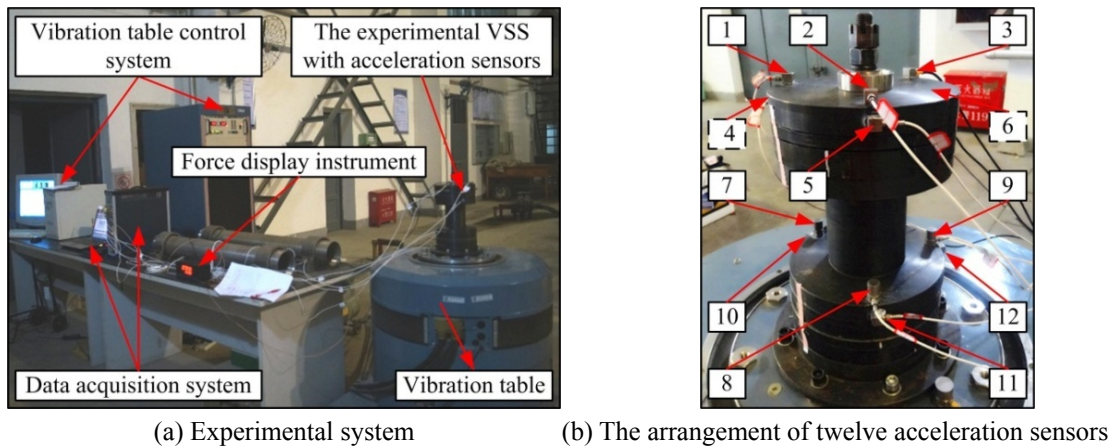 Vibration table control
system
The experimental VSS
with acceleration sensors
Force display instrument
Data acquisition system
Vibration table
(a) Experimental system
1
2
3
4
5
6
7
9
10
12
8
11
119
(b) The arrangement of twelve acceleration sensors